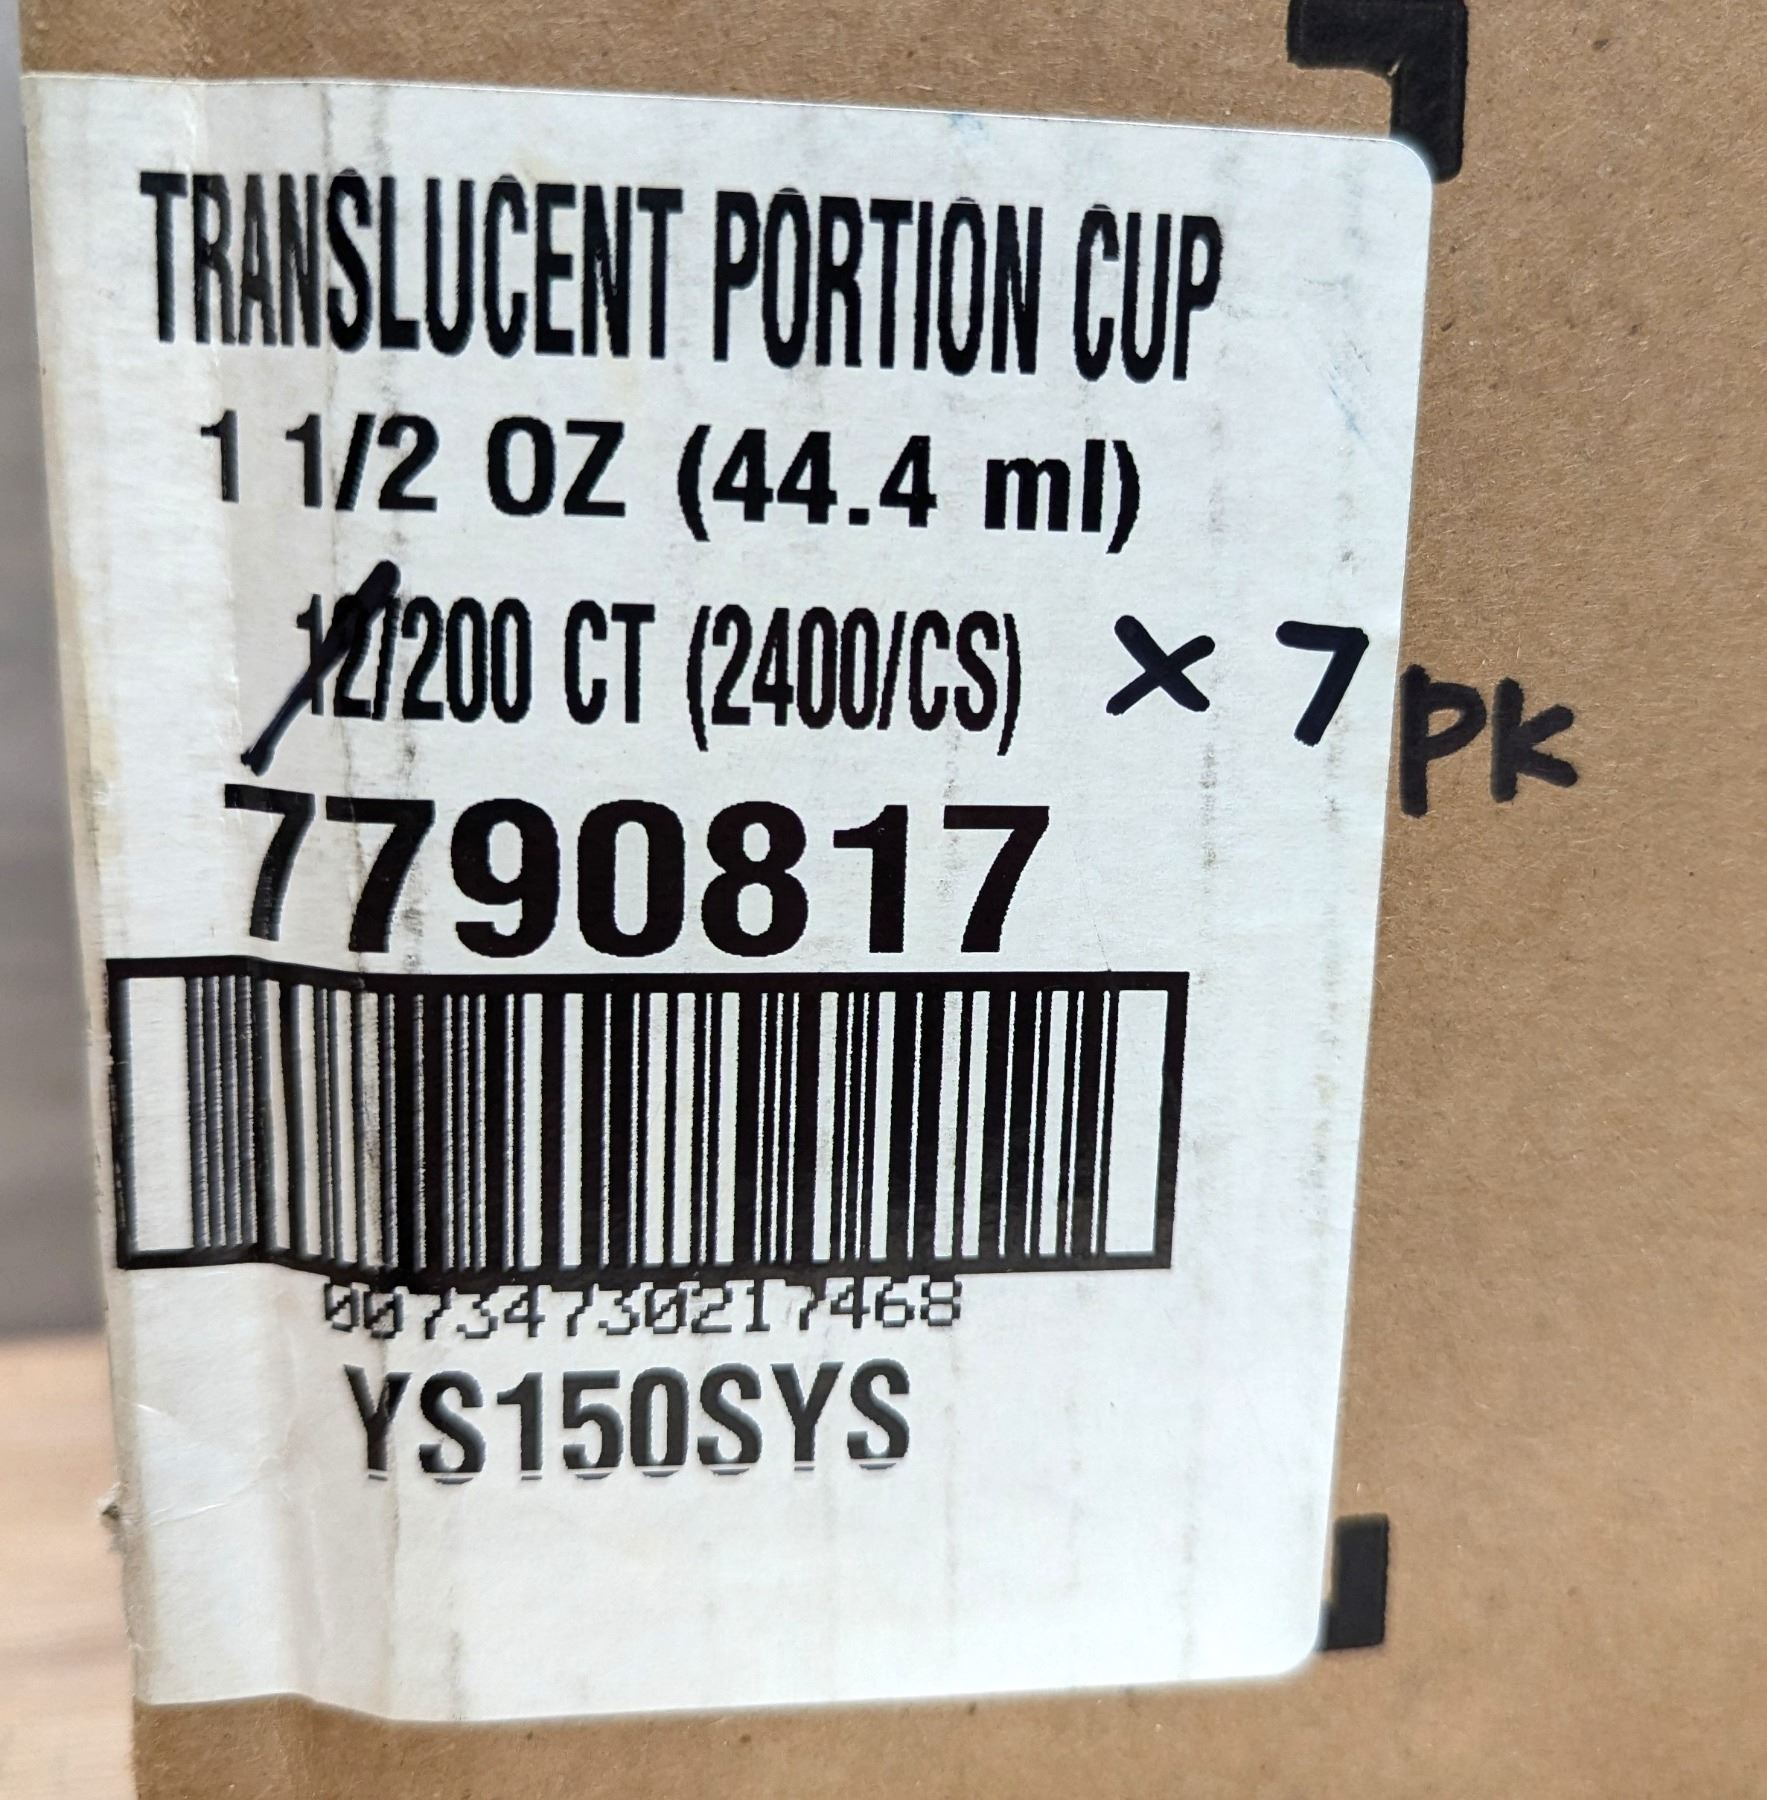 TRANSLUCENT PORTION CUP
1 1/2 OZ (44.4 ml)
12/200 CT (2400/CS) × 7 pk
7790817
00734730217468
YS150SYS